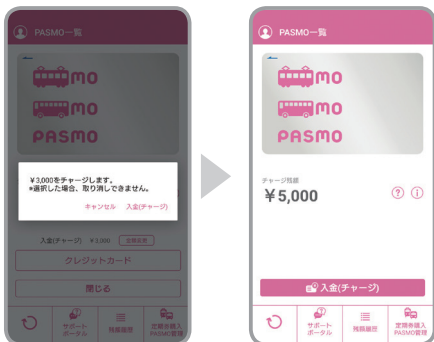 PASMO一覧
mo
mo
PASMO
¥3,000をチャージします。
*選択した場合、取り消しできません。
キャンセル 入金(チャージ)
入金(チャージ) ¥3,000 金額変更
クレジットカード
閉じる
サポート
ポータル
残額履歴
定期券購入
PASMO管理
PASMO一覧
mo
mo
PASMO
チャージ残額
¥5,000
入金(チャージ)
サポート
ポータル
残額履歴
定期券購入
PASMO管理